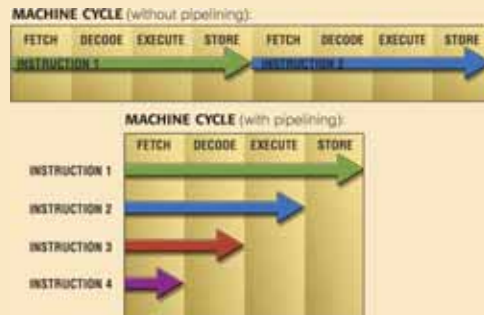 MACHINE CYCLE (without pipelining):
FETCH DECODE EXECUTE STORE FETCH DECODE EXECUTE STORE
INSTRUCTION 1 INSTRUCTION 2
MACHINE CYCLE (with pipelining):
FETCH DECODE EXECUTE STORE
INSTRUCTION 1
INSTRUCTION 2
INSTRUCTION 3
INSTRUCTION 4